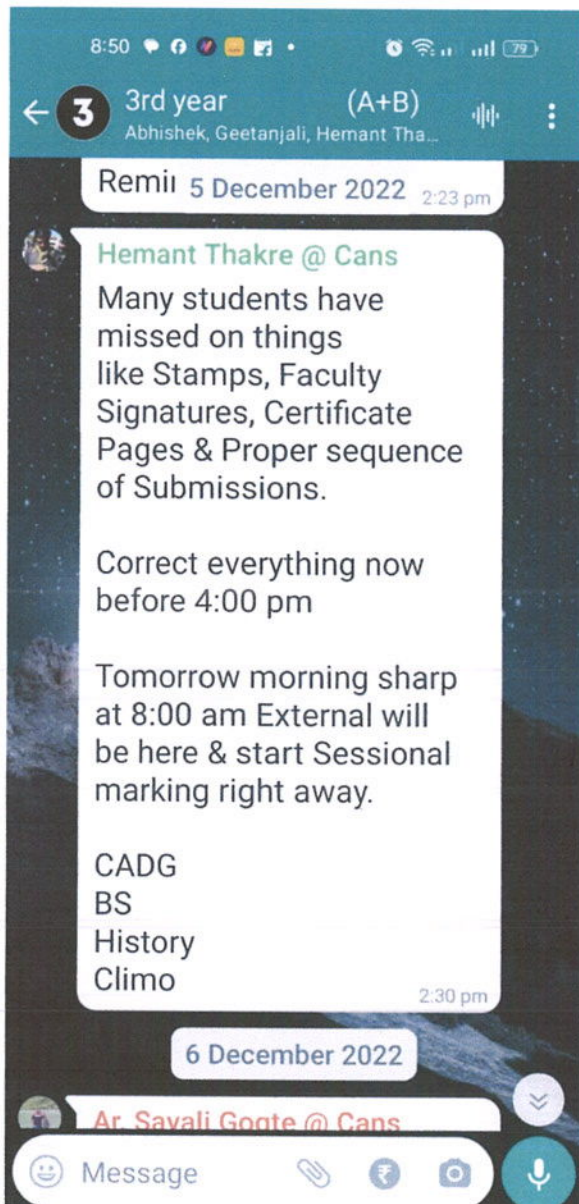 8:50
79
3
3rd year (A+B)
Abhishek, Geetanjali, Hemant Tha...
5 December 2022
2:23 pm
Hemant Thakre @ Cans
Many students have
missed on things
like Stamps, Faculty
Signatures, Certificate
Pages & Proper sequence
of Submissions.
Correct everything now
before 4:00 pm
Tomorrow morning sharp
at 8:00 am External will
be here & start Sessional
marking right away.
CADG
BS
History
Climo
2:30 pm
6 December 2022
Ar. Sayali Gogte @ Cans
Message